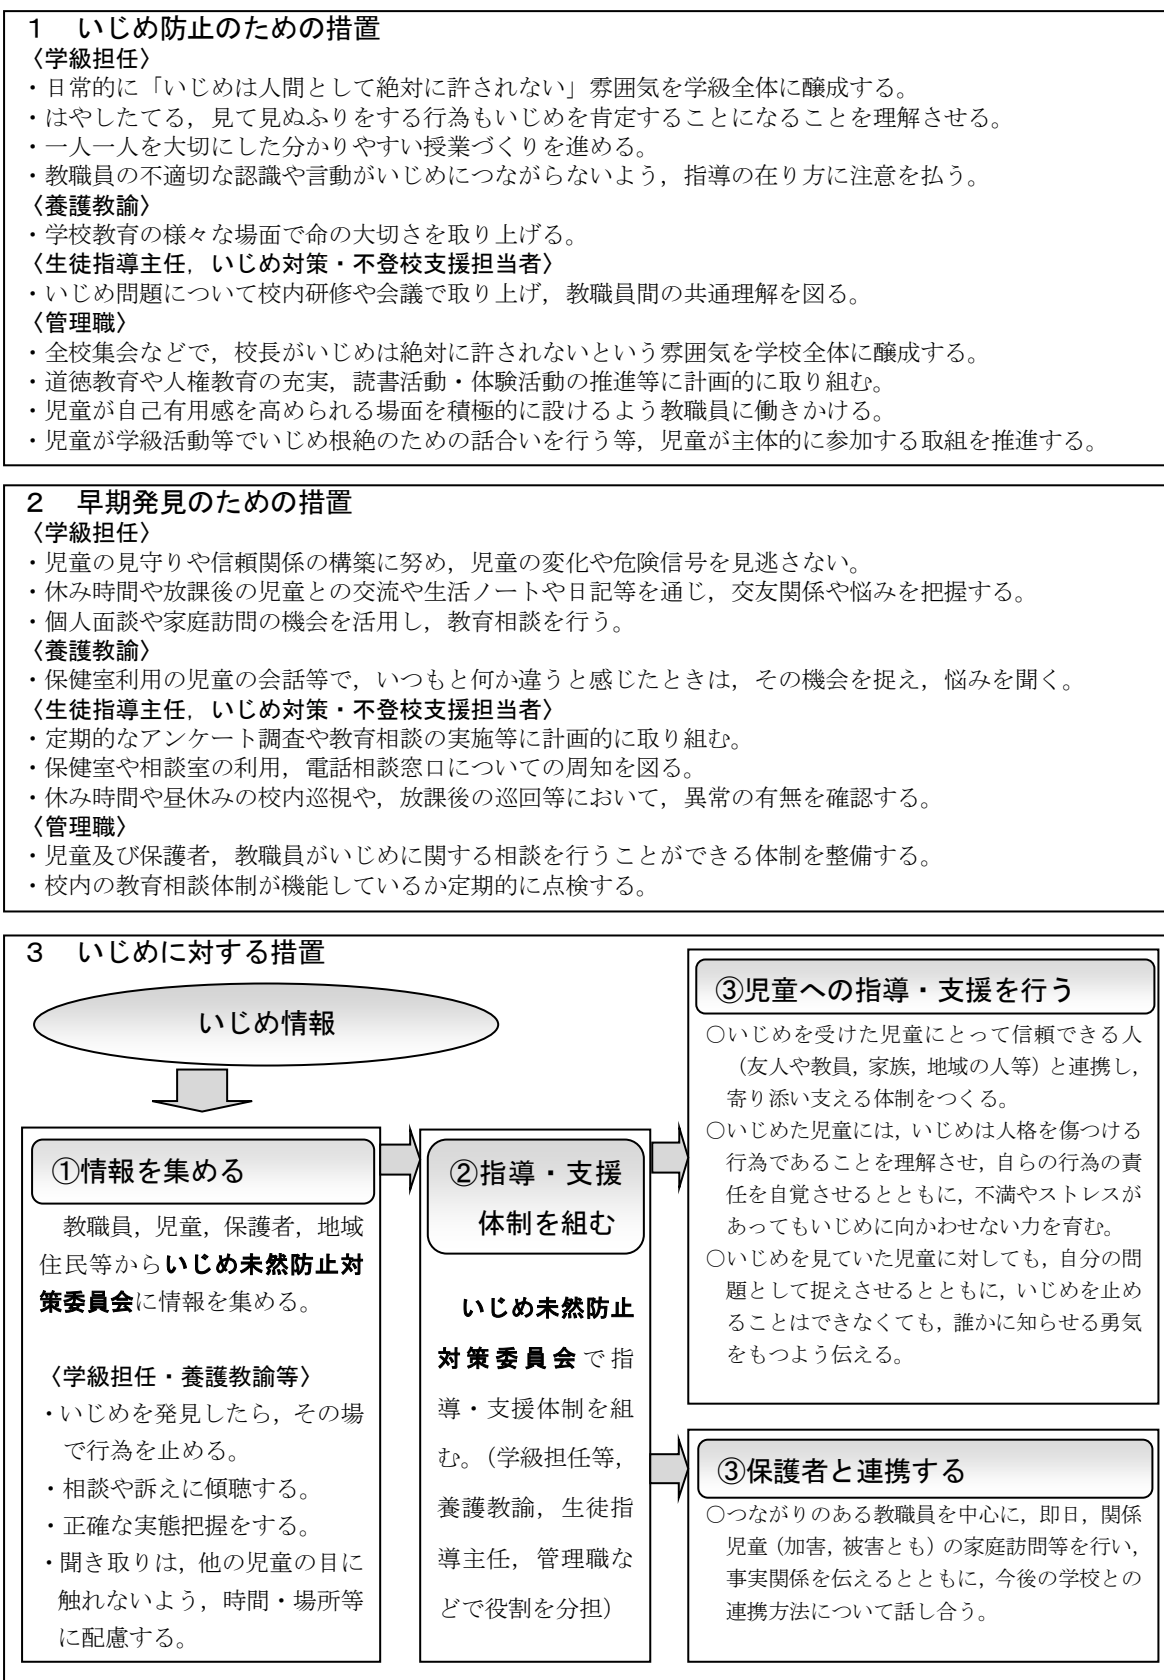 １　いじめ防止のための措置
〈学級担任〉
・日常的に「いじめは人間として絶対に許されない」雰囲気を学級全体に醸成する。
・はやしたてる，見て見ぬふりをする行為もいじめを肯定することになることを理解させる。
・一人一人を大切にした分かりやすい授業づくりを進める。
・教職員の不適切な認識や言動がいじめにつながらないよう，指導の在り方に注意を払う。
〈養護教諭〉
・学校教育の様々な場面で命の大切さを取り上げる。
〈生徒指導主任，いじめ対策・不登校支援担当者〉
・いじめ問題について校内研修や会議で取り上げ，教職員間の共通理解を図る。
〈管理職〉
・全校集会などで，校長がいじめは絶対に許されないという雰囲気を学校全体に醸成する。
・道徳教育や人権教育の充実，読書活動・体験活動の推進等に計画的に取り組む。
・児童が自己有用感を高められる場面を積極的に設けるよう教職員に働きかける。
・児童が学級活動等でいじめ根絶のための話合いを行う等，児童が主体的に参加する取組を推進する。
２　早期発見のための措置
〈学級担任〉
・児童の見守りや信頼関係の構築に努め，児童の変化や危険信号を見逃さない。
・休み時間や放課後の児童との交流や生活ノートや日記等を通じ，交友関係や悩みを把握する。
・個人面談や家庭訪問の機会を活用し，教育相談を行う。
〈養護教諭〉
・保健室利用の児童の会話等で，いつもと何か違うと感じたときは，その機会を捉え，悩みを聞く。
〈生徒指導主任，いじめ対策・不登校支援担当者〉
・定期的なアンケート調査や教育相談の実施等に計画的に取り組む。
・保健室や相談室の利用，電話相談窓口についての周知を図る。
・休み時間や昼休みの校内巡視や，放課後の巡回等において，異常の有無を確認する。
〈管理職〉
・児童及び保護者，教職員がいじめに関する相談を行うことができる体制を整備する。
・校内の教育相談体制が機能しているか定期的に点検する。
３　いじめに対する措置
いじめ情報
①情報を集める
教職員，児童，保護者，地域
住民等からいじめ未然防止対
策委員会に情報を集める。
〈学級担任・養護教諭等〉
・いじめを発見したら，その場
で行為を止める。
・相談や訴えに傾聴する。
・正確な実態把握をする。
・聞き取りは，他の児童の目に
触れないよう，時間・場所等
に配慮する。
②指導・支援
体制を組む
いじめ未然防止
対策委員会で指
導・支援体制を組
む。（学級担任等，
養護教諭，生徒指
導主任，管理職な
どで役割を分担）
③児童への指導・支援を行う
○いじめを受けた児童にとって信頼できる人
（友人や教員，家族，地域の人等）と連携し，
寄り添い支える体制をつくる。
○いじめた児童には，いじめは人格を傷つける
行為であることを理解させ，自らの行為の責
任を自覚させるとともに，不満やストレスが
あってもいじめに向かわせない力を育む。
○いじめを見ていた児童に対しても，自分の問
題として捉えさせるとともに，いじめを止め
ることはできなくても，誰かに知らせる勇気
をもつよう伝える。
③保護者と連携する
○つながりのある教職員を中心に，即日，関係
児童（加害，被害とも）の家庭訪問等を行い，
事実関係を伝えるとともに，今後の学校との
連携方法について話し合う。